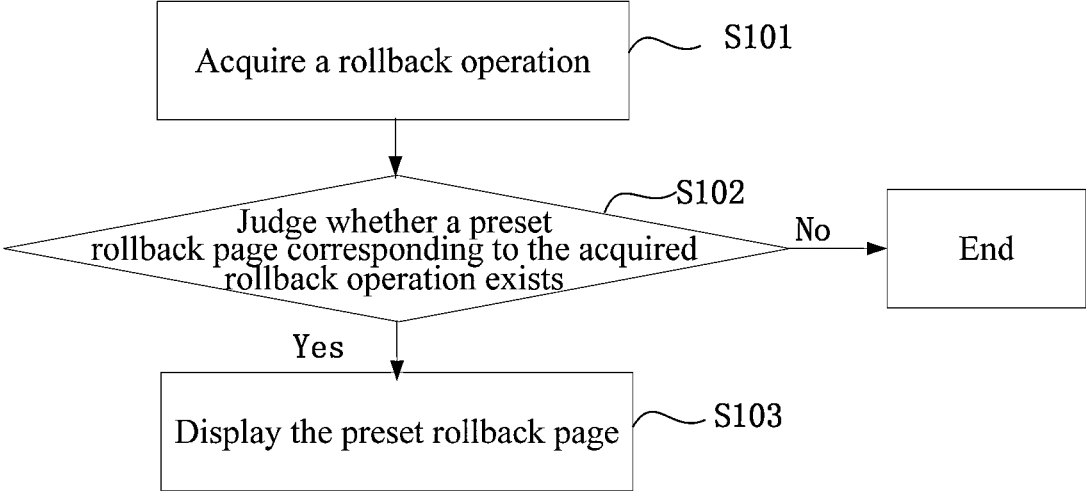 Acquire a rollback operation
S101
Judge whether a preset
rollback page corresponding to the acquired
rollback operation exists
S102
No
End
Yes
Display the preset rollback page
S103